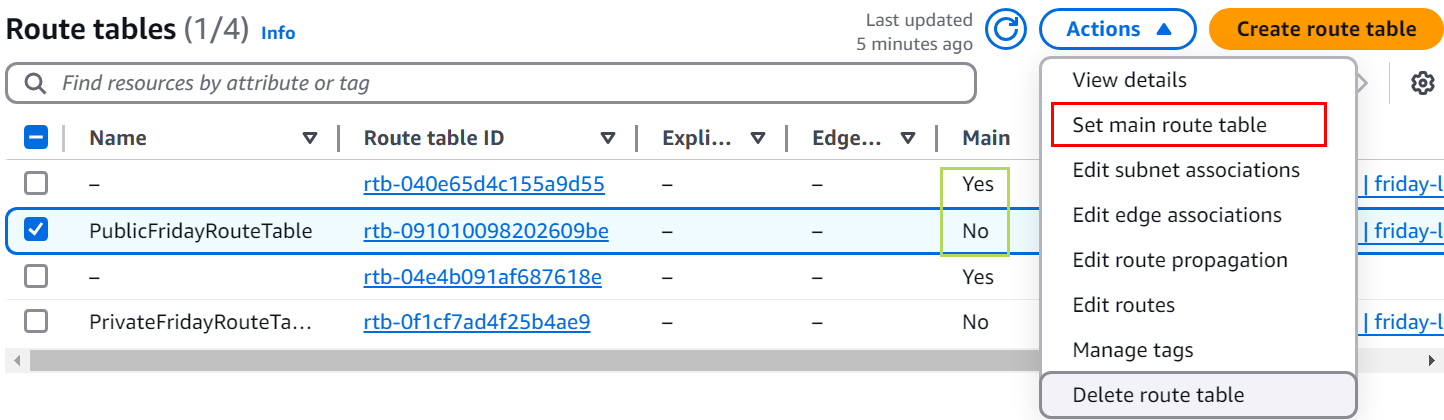 Route tables (1/4) Info
Last updated
5 minutes ago
Actions
Create route table
Find resources by attribute or tag
Name Route table ID Expli... Edge... Main
– rtb-040e65d4c155a9d55 – – Yes | friday-l
PublicFridayRouteTable rtb-091010098202609be – – No | friday-l
– rtb-04e4b091af687618e – – Yes
PrivateFridayRouteTa... rtb-0f1cf7ad4f25b4ae9 – – No | friday-l
View details
Set main route table
Edit subnet associations
Edit edge associations
Edit route propagation
Edit routes
Manage tags
Delete route table